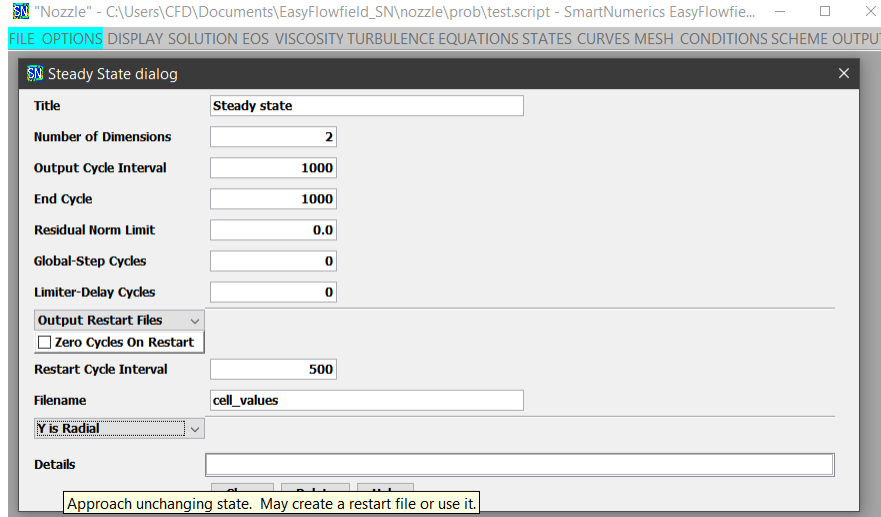 SN "Nozzle" - C:\Users\CFD\Documents\EasyFlowfield_SN\nozzle\prob\test.script - SmartNumerics EasyFlowfie...
FILE OPTIONS DISPLAY SOLUTION EOS VISCOSITY TURBULENCE EQUATIONS STATES CURVES MESH CONDITIONS SCHEME OUTPU
SN Steady State dialog
Title Steady state
Number of Dimensions 2
Output Cycle Interval 1000
End Cycle 1000
Residual Norm Limit 0.0
Global-Step Cycles 0
Limiter-Delay Cycles 0
Output Restart Files
Zero Cycles On Restart
Restart Cycle Interval 500
Filename cell_values
Y is Radial
Details
Approach unchanging state. May create a restart file or use it.